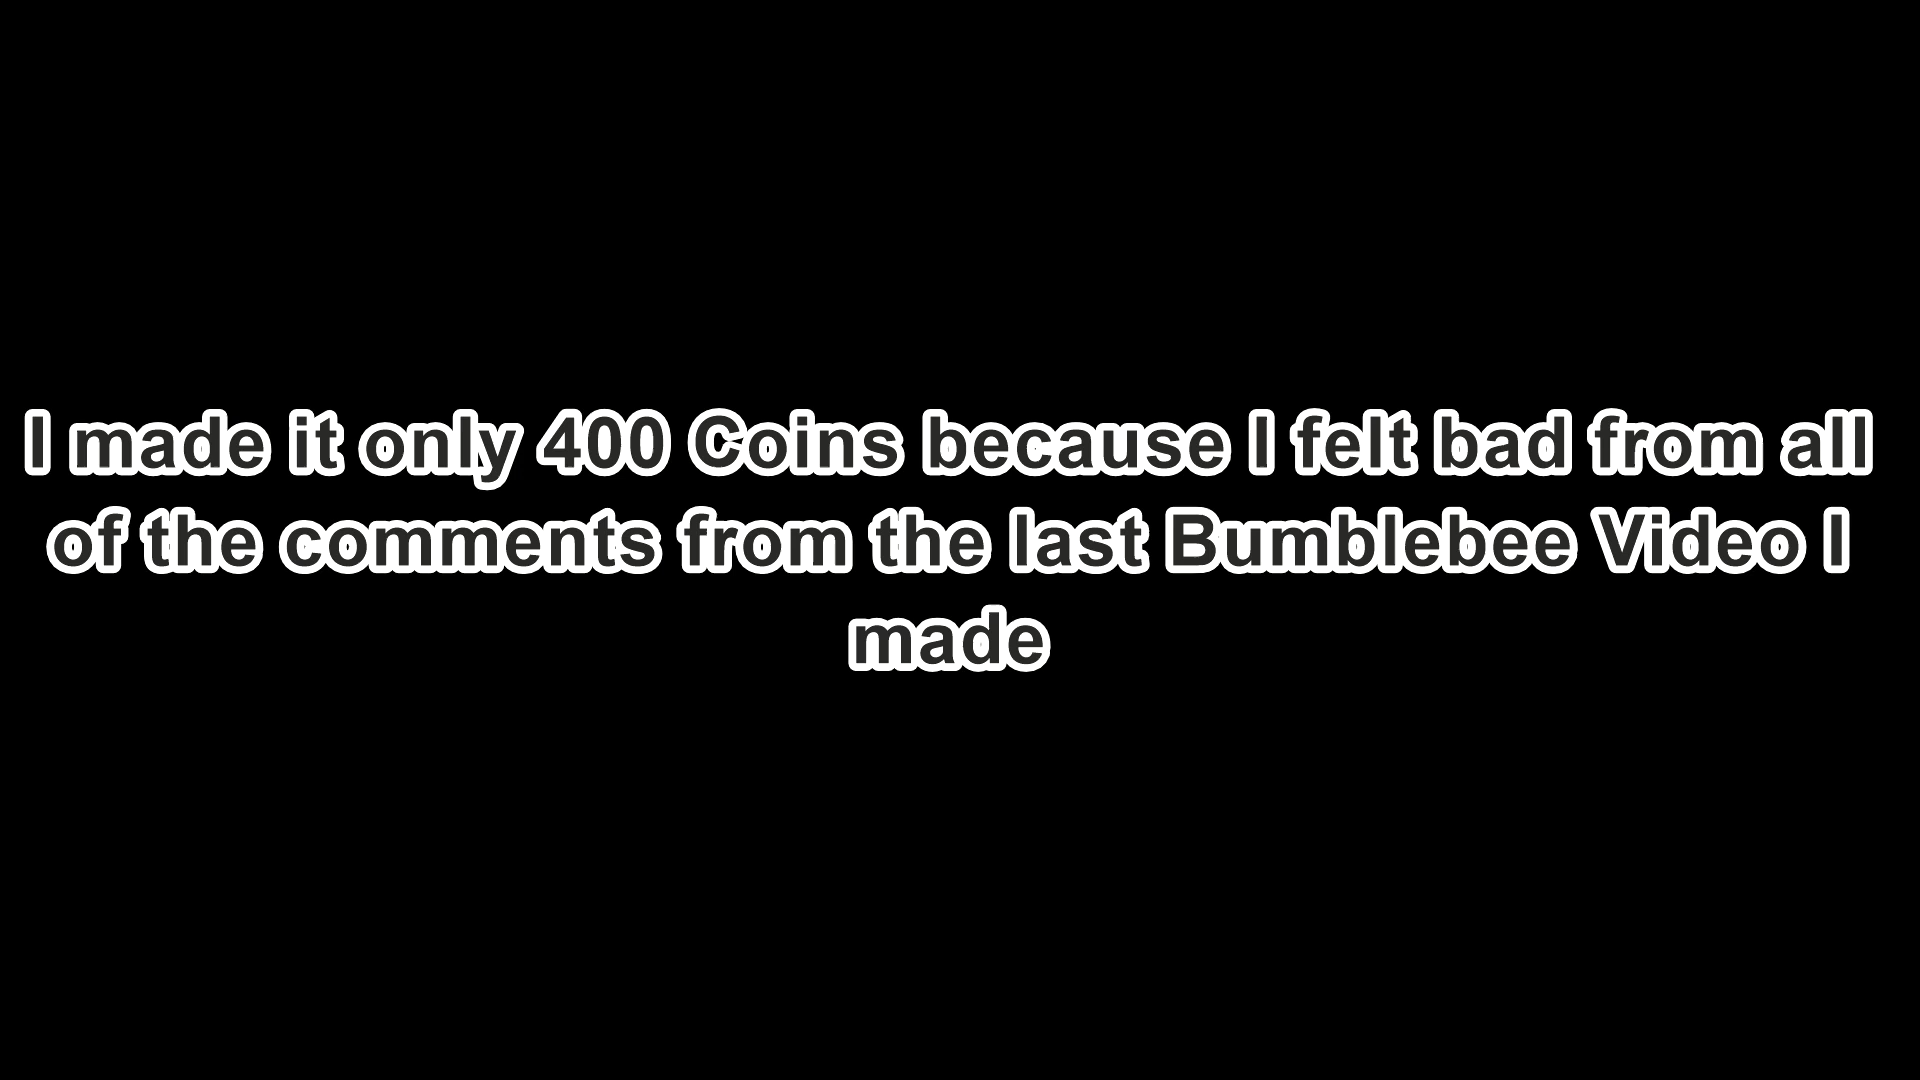 I made it only 400 Coins because I felt bad from all
of the comments from the last Bumblebee Video I
made